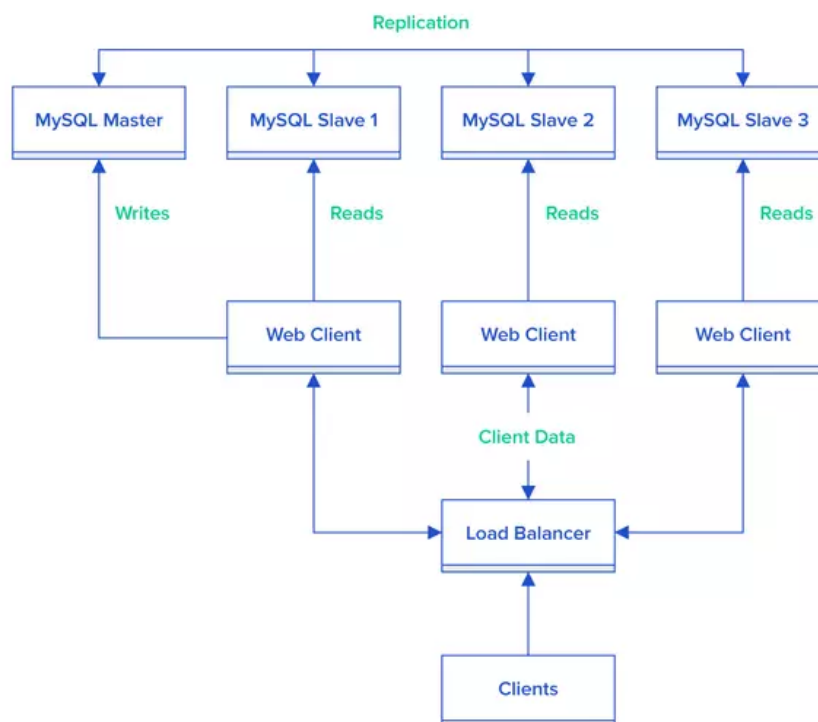 Replication
MySQL Master
MySQL Slave 1
MySQL Slave 2
MySQL Slave 3
Writes
Reads
Reads
Reads
Web Client
Web Client
Web Client
Client Data
Load Balancer
Clients